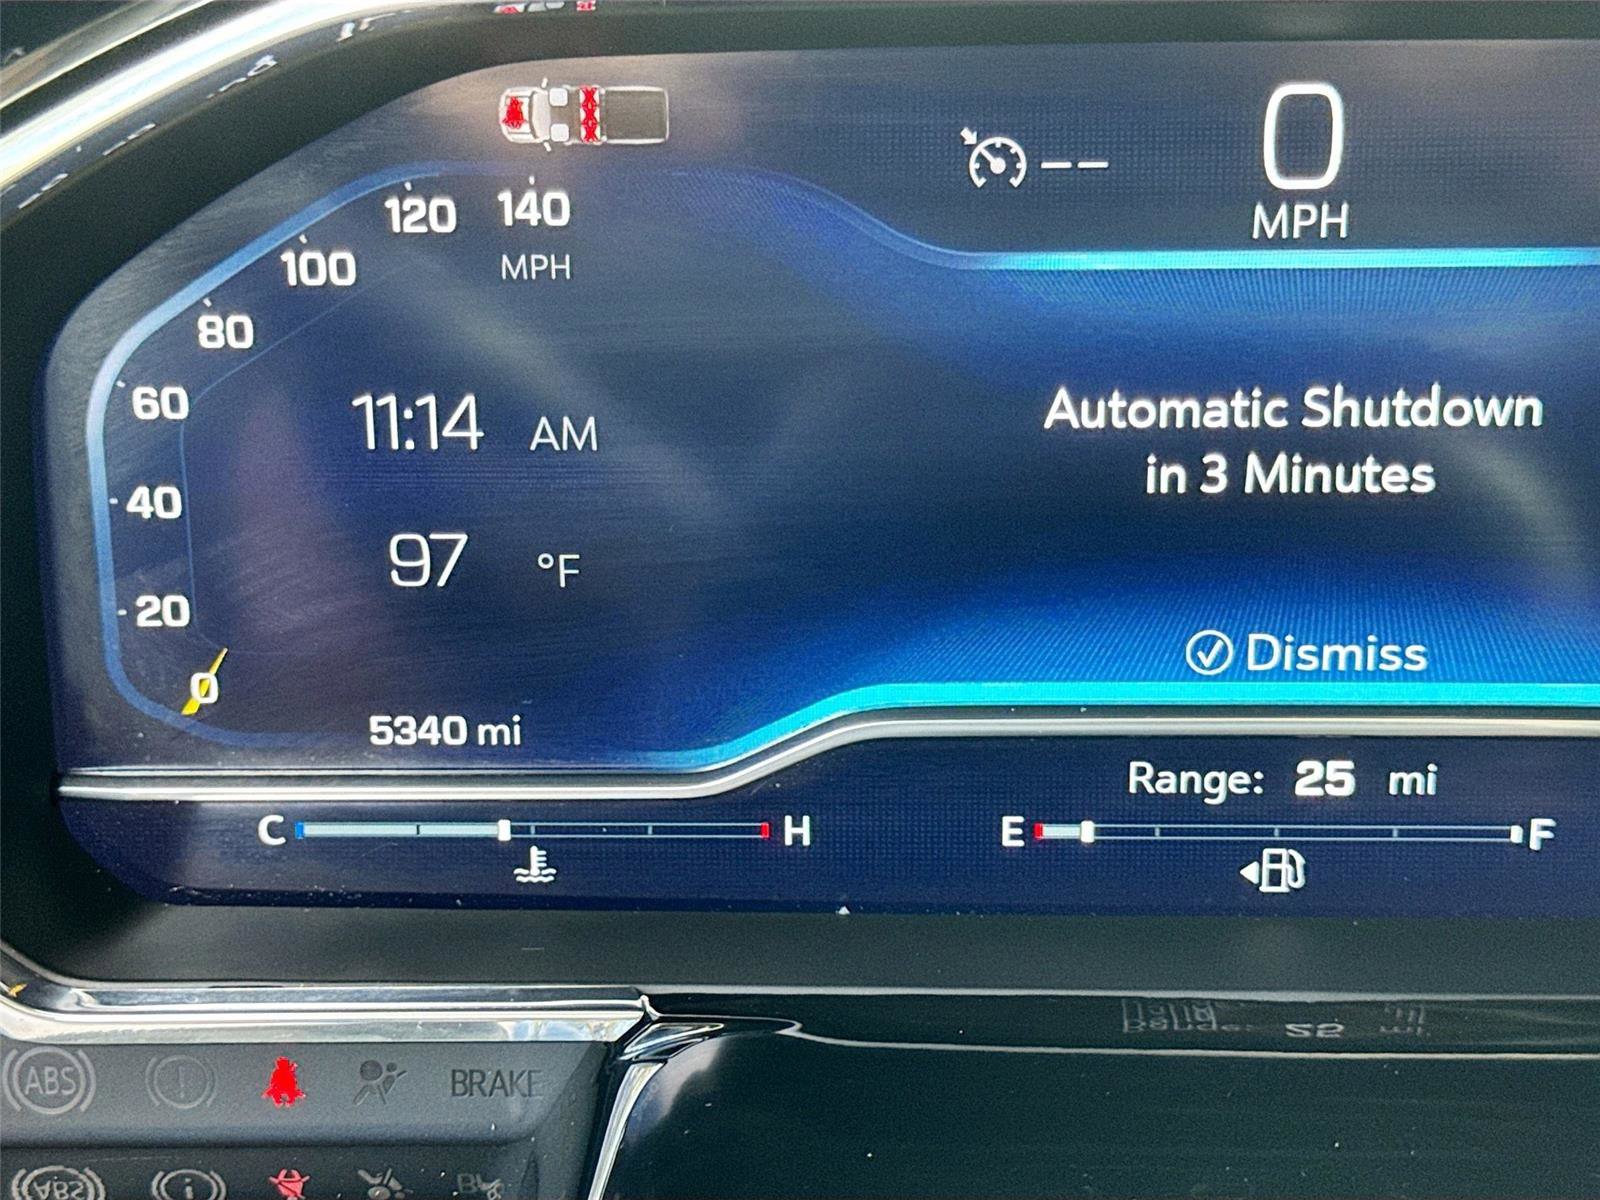 0
MPH
120
140
MPH
100
80
60
40
20
0
11:14 AM
97 °F
5340 mi
Automatic Shutdown
in 3 Minutes
Dismiss
Range: 25 mi
C H
E F
ABS
BRAKE